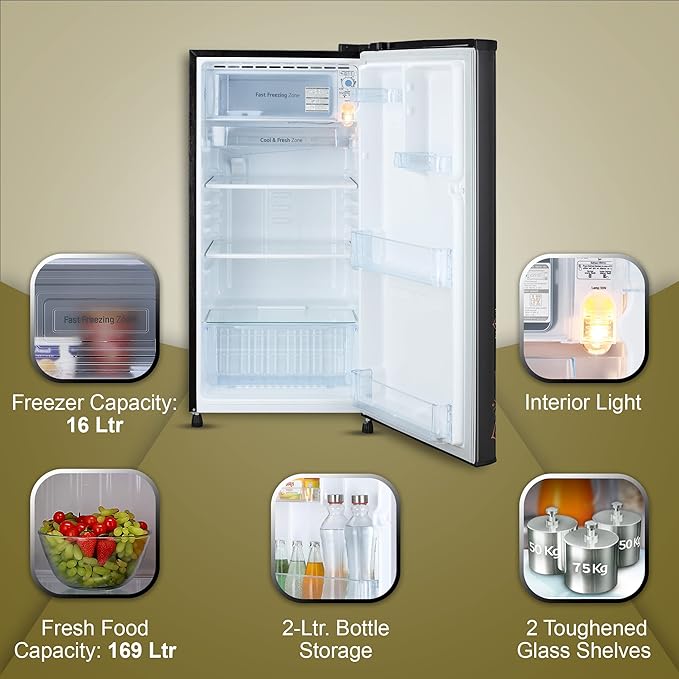 Fast Freezing Zone
Cool & Fresh Zone
Fast Freezing Zone
Freezer Capacity:
16 Ltr
Lamp 15W
Interior Light
Fresh Food
Capacity: 169 Ltr
2-Ltr. Bottle
Storage
50 Kg
75 Kg
50 Kg
2 Toughened
Glass Shelves